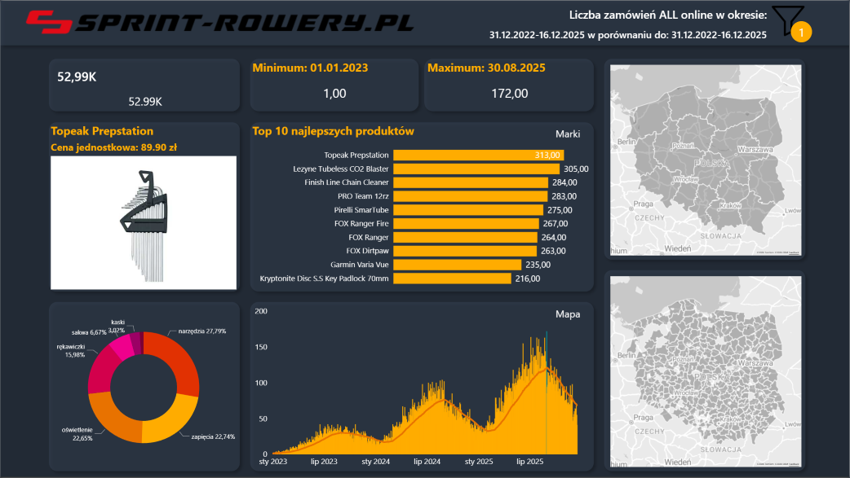 SPRINT-ROWERY.PL
Liczba zamówień ALL online w okresie:
31.12.2022-16.12.2025 w porównaniu do: 31.12.2022-16.12.2025
1
52,99K
52.99K
Minimum: 01.01.2023
1,00
Maximum: 30.08.2025
172,00
Topeak Prepstation
Cena jednostkowa: 89.90 zł
Top 10 najlepszych produktów
Marki
Topeak Prepstation 313,00
Lezyne Tubeless CO2 Blaster 305,00
Finish Line Chain Cleaner 284,00
PRO Team 12rz 283,00
Pirelli SmarTube 275,00
FOX Ranger Fire 267,00
FOX Ranger 264,00
FOX Dirtpaw 263,00
Garmin Varia Vue 235,00
Kryptonite Disc S.S Key Padlock 70mm 216,00
kaski
3,02%
sakwa 6,67%
narzędzia 27,79%
rękawiczki
15,98%
oświetlenie
22,65%
zapięcia 22,74%
Mapa
200
150
100
50
0
sty 2023
lip 2023
sty 2024
lip 2024
sty 2025
lip 2025
Berlin
Poznań
Warszawa
POLSKA
Wrocław
Kraków
Praga
CZECHY
Lwów
SŁOWACJA
Wiedeń
Berlin
Warszawa
Wrocław
Praga
CZECHY
SŁOWACJA
Wiedeń